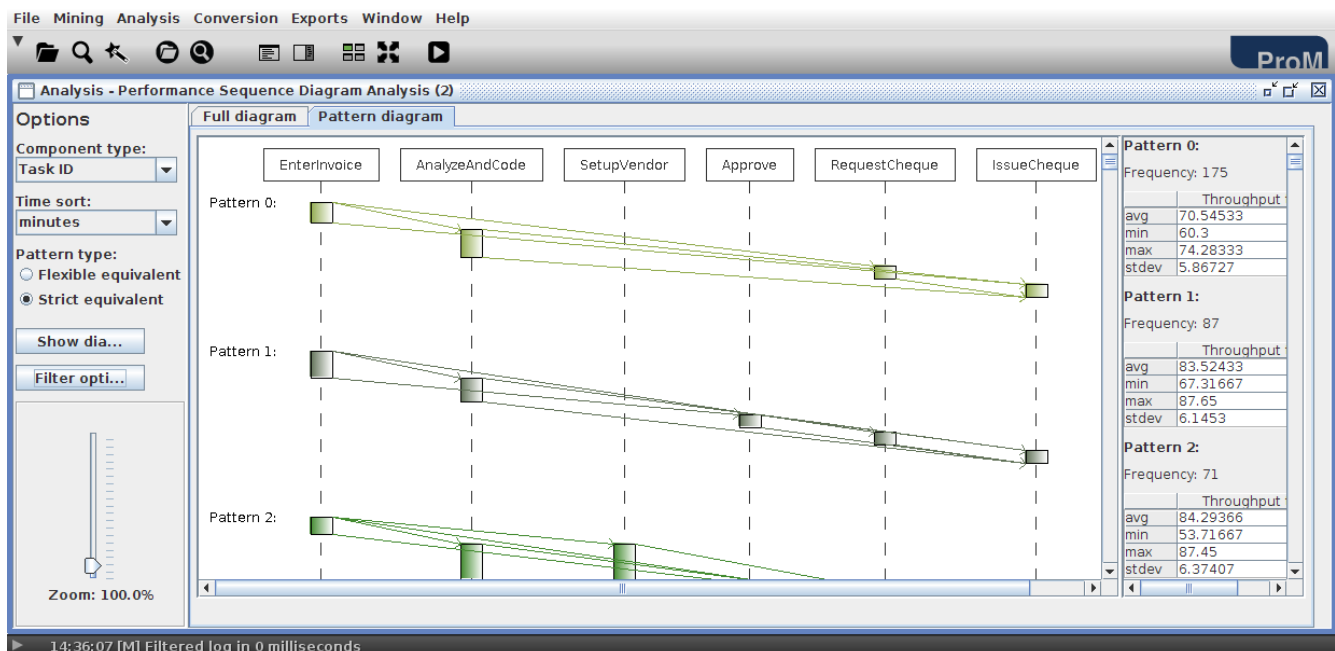 File Mining Analysis Conversion Exports Window Help
ProM
Analysis - Performance Sequence Diagram Analysis (2)
Options
Full diagram Pattern diagram
Component type:
Task ID
Time sort:
minutes
Pattern type:
Flexible equivalent
Strict equivalent
Show dia...
Filter opti...
Zoom: 100.0%
EnterInvoice AnalyzeAndCode SetupVendor Approve RequestCheque IssueCheque
Pattern 0:
Pattern 1:
Pattern 2:
Pattern 0:
Frequency: 175
Throughput
avg 70.54533
min 60.3
max 74.28333
stdev 5.86727
Pattern 1:
Frequency: 87
Throughput
avg 83.52433
min 67.31667
max 87.65
stdev 6.1453
Pattern 2:
Frequency: 71
Throughput
avg 84.29366
min 53.71667
max 87.45
stdev 6.37407
14:36:07 [M] Filtered log in 0 milliseconds